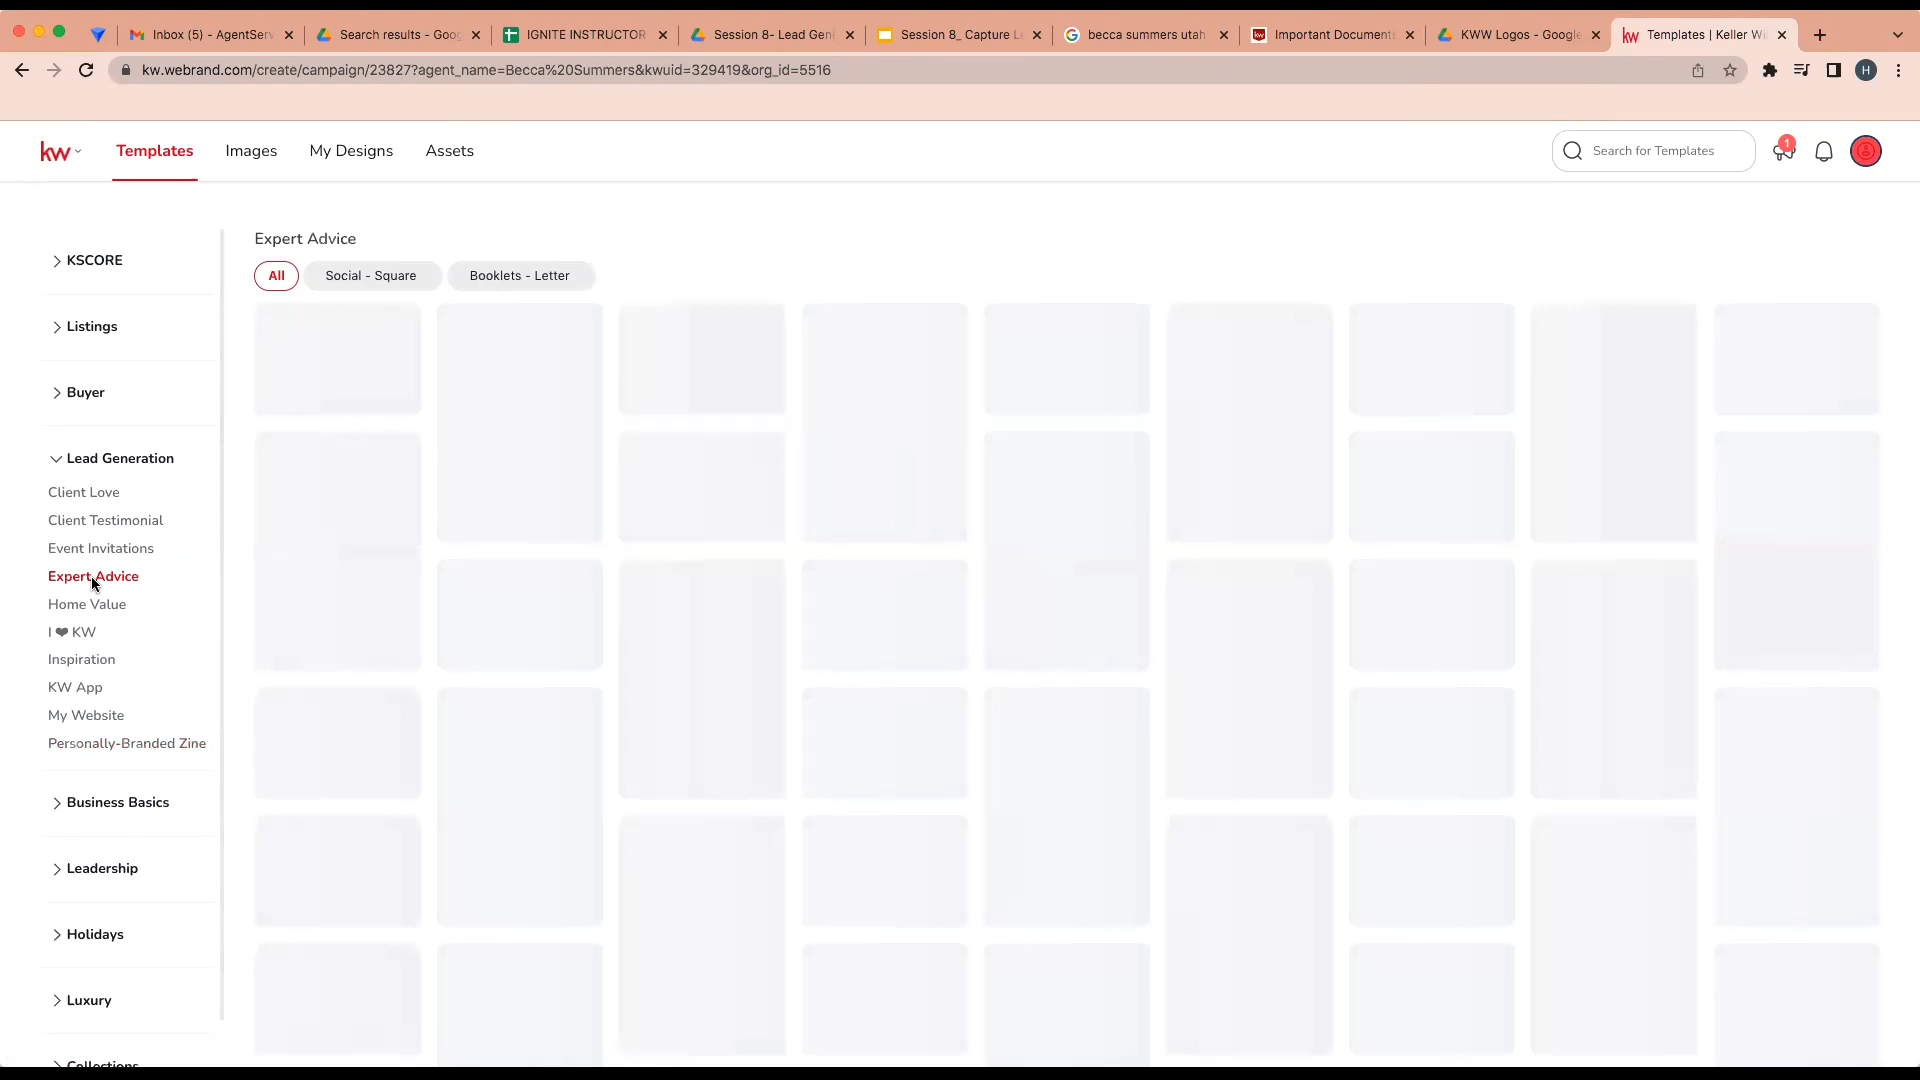 Inbox (5) - AgentServ
Search results - Goog
IGNITE INSTRUCTOR
Session 8- Lead Gen
Session 8_ Capture L
becca summers utah
Important Document
KWW Logos - Google
Templates | Keller Wi
kw.webrand.com/create/campaign/23827?agent_name=Becca%20Summers&kwuid=329419&org_id=5516
H
kw
Templates
Images
My Designs
Assets
Search for Templates
1
KSCORE
Listings
Buyer
Lead Generation
Client Love
Client Testimonial
Event Invitations
Expert Advice
Home Value
I ❤ KW
Inspiration
KW App
My Website
Personally-Branded Zine
Business Basics
Leadership
Holidays
Luxury
Collections
Expert Advice
All
Social - Square
Booklets - Letter